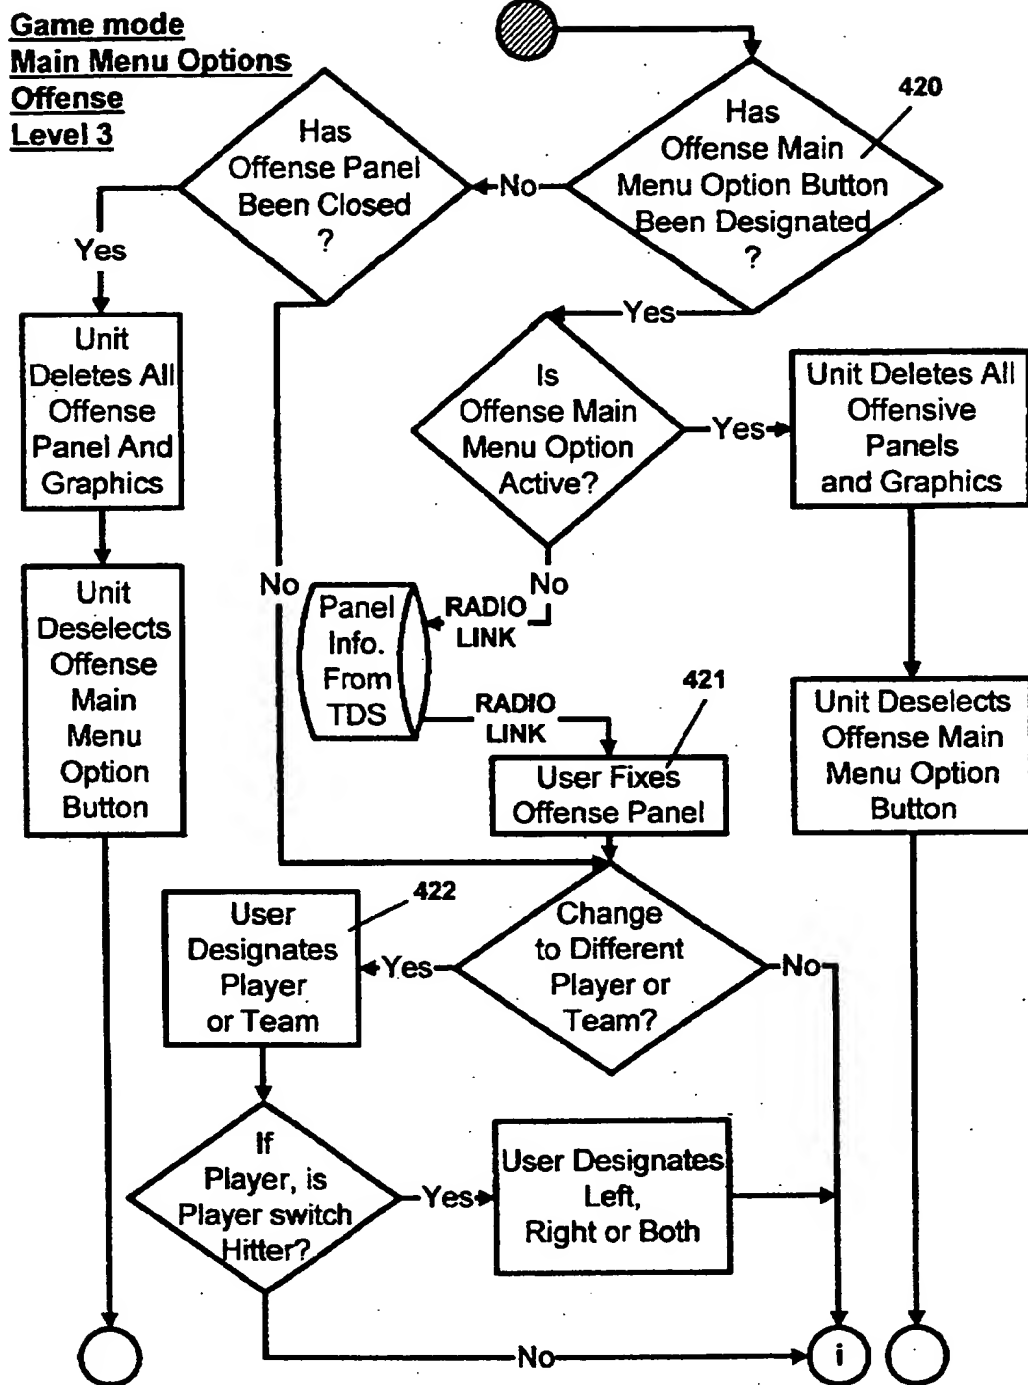 Game mode
Main Menu Options
Offense
Level 3
420
Has
Offense Main
Menu Option Button
Been Designated
?
No
Has
Offense Panel
Been Closed
?
Yes
Yes
Unit
Deletes All
Offense
Panel And
Graphics
Is
Offense Main
Menu Option
Active?
Yes
Unit Deletes All
Offensive
Panels
and Graphics
No
No
Unit
Deselects
Offense
Main
Menu
Option
Button
Panel
Info.
From
TDS
RADIO
LINK
RADIO
LINK
421
User Fixes
Offense Panel
Unit Deselects
Offense Main
Menu Option
Button
422
User
Designates
Player
or Team
Yes
Change
to Different
Player or
Team?
No
If
Player, is
Player switch
Hitter?
Yes
User Designates
Left,
Right or Both
No
i